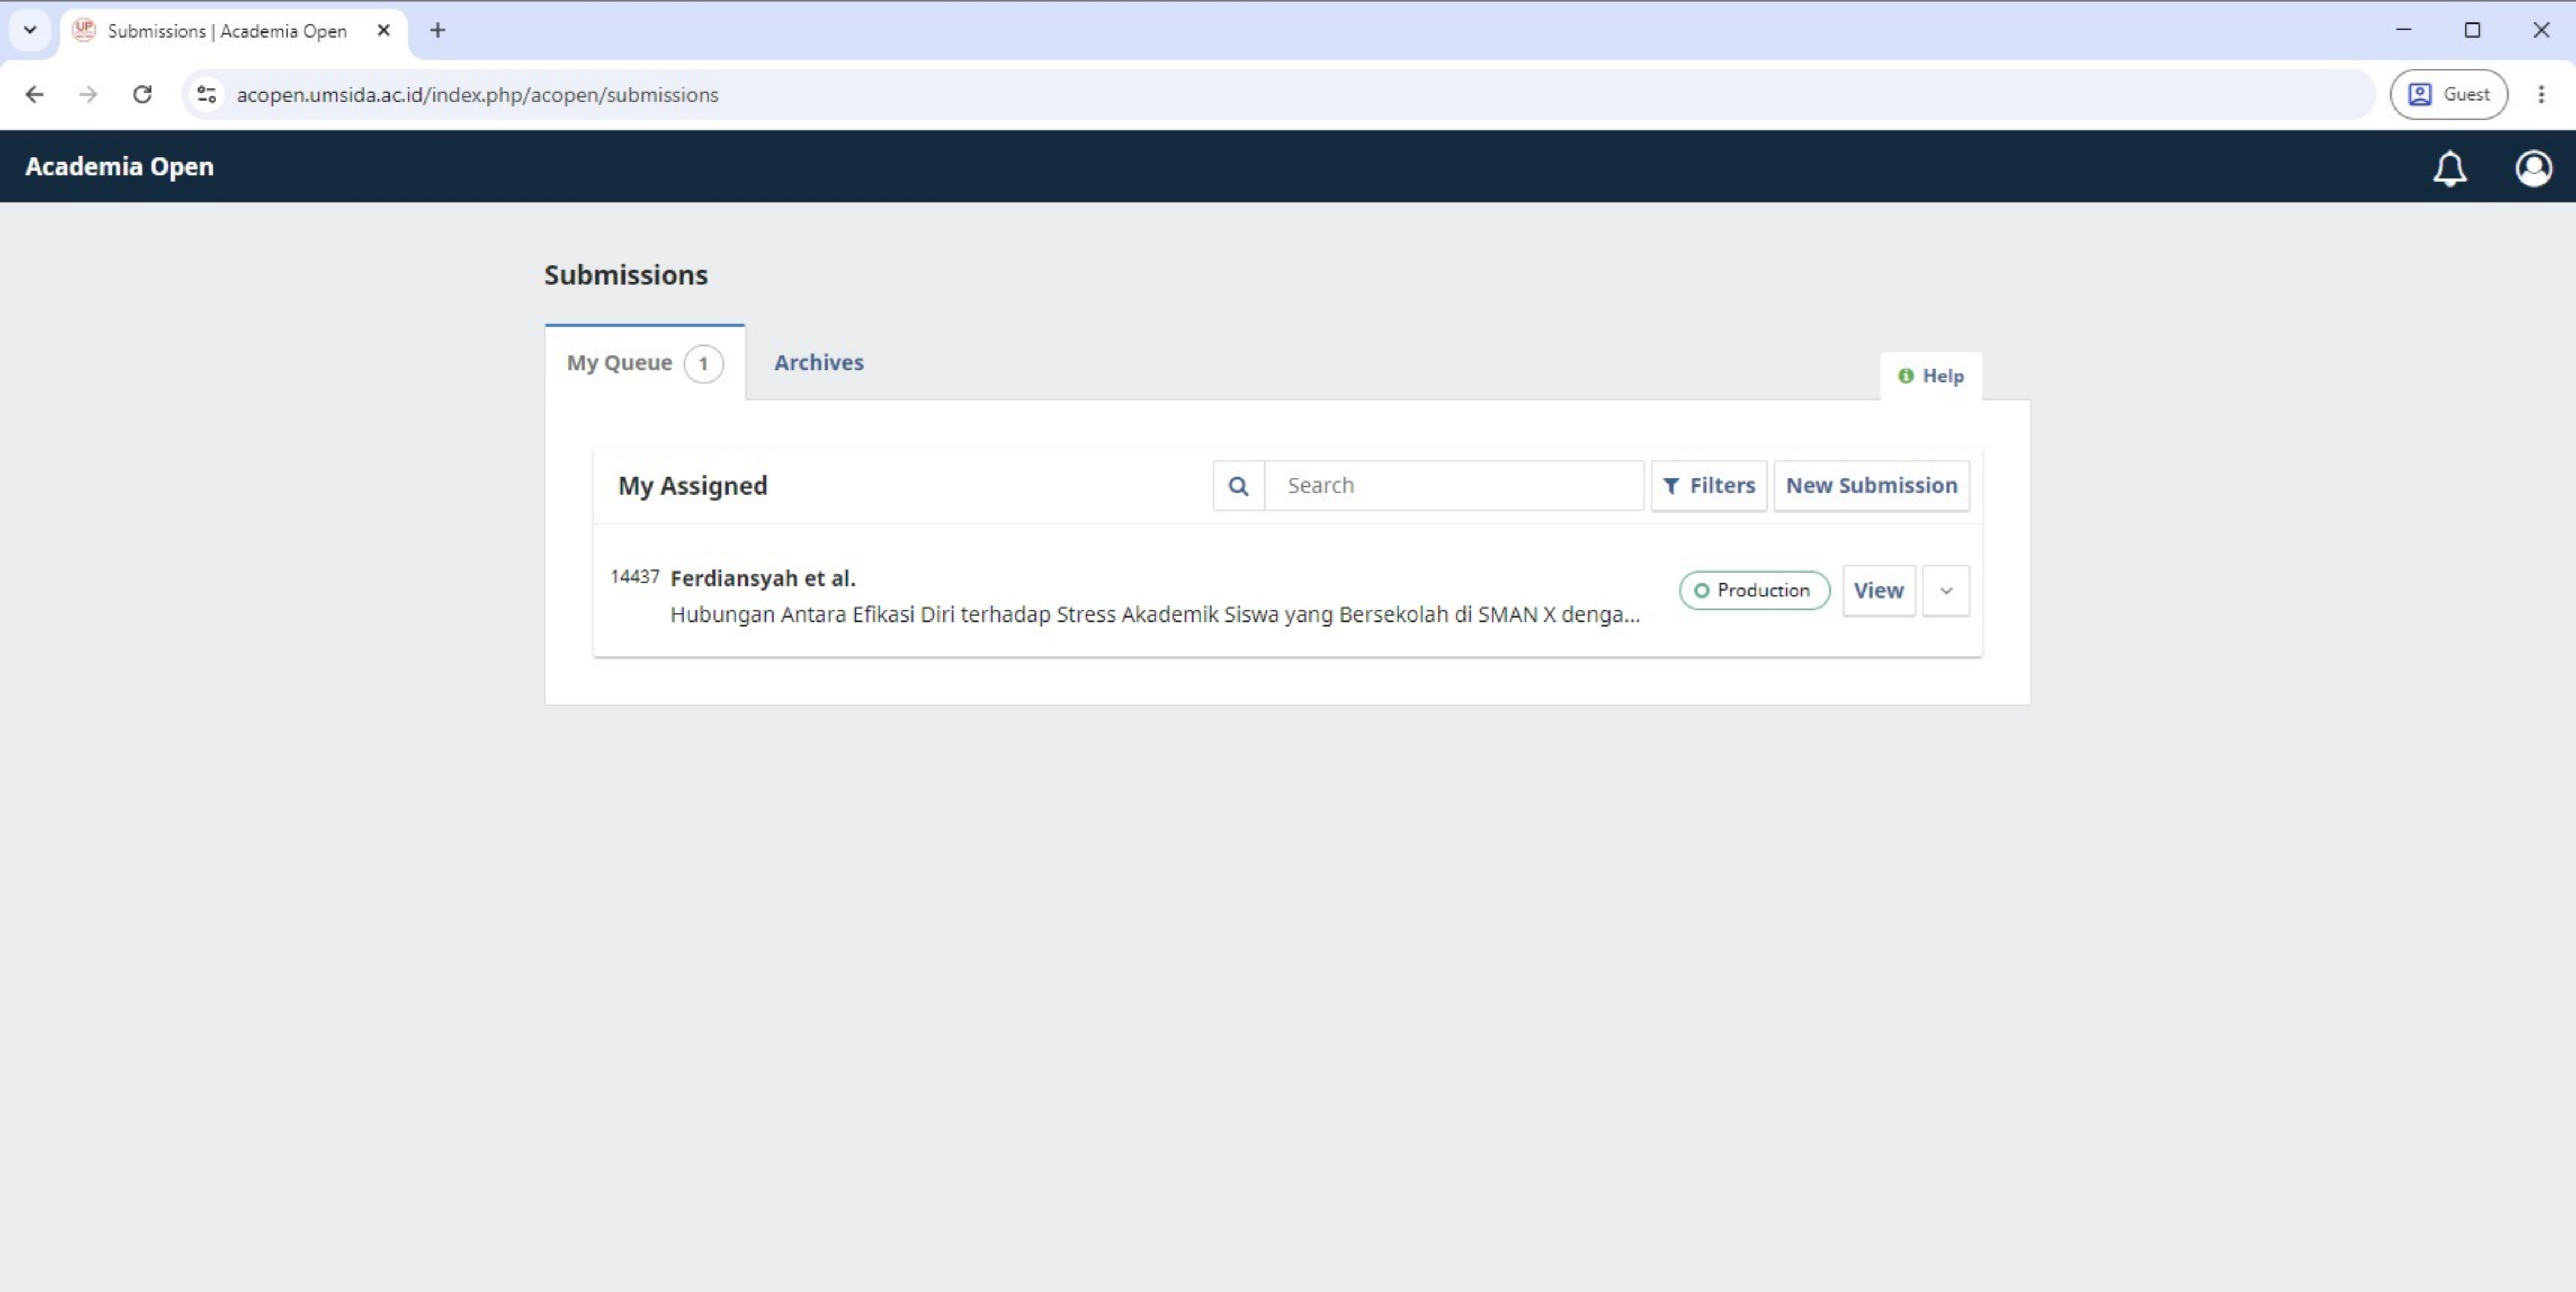 Submissions | Academia Open
acopen.umsida.ac.id/index.php/acopen/submissions
Guest
Academia Open
Submissions
My Queue 1
Archives
Help
My Assigned
Search
Filters
New Submission
14437 Ferdiansyah et al.
Hubungan Antara Efikasi Diri terhadap Stress Akademik Siswa yang Bersekolah di SMAN X denga...
Production
View